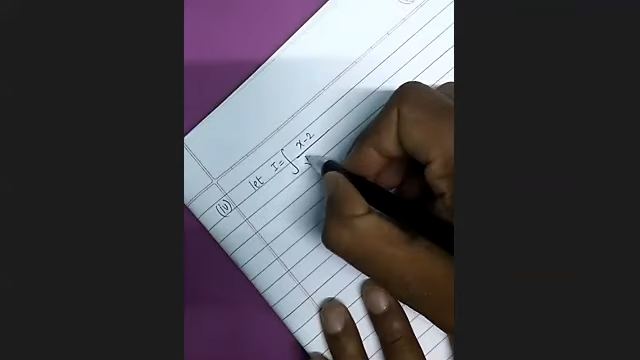 (iv) let I = ∫ x-2